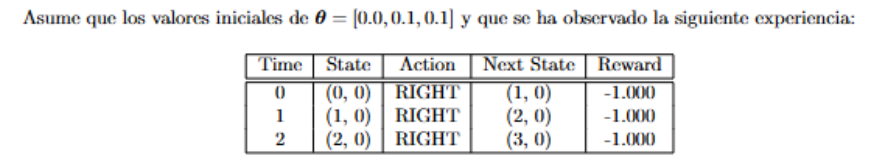 Asume que los valores iniciales de θ = [0.0, 0.1, 0.1] y que se ha observado la siguiente experiencia:
Time State Action Next State Reward
0 (0, 0) RIGHT (1, 0) -1.000
1 (1, 0) RIGHT (2, 0) -1.000
2 (2, 0) RIGHT (3, 0) -1.000